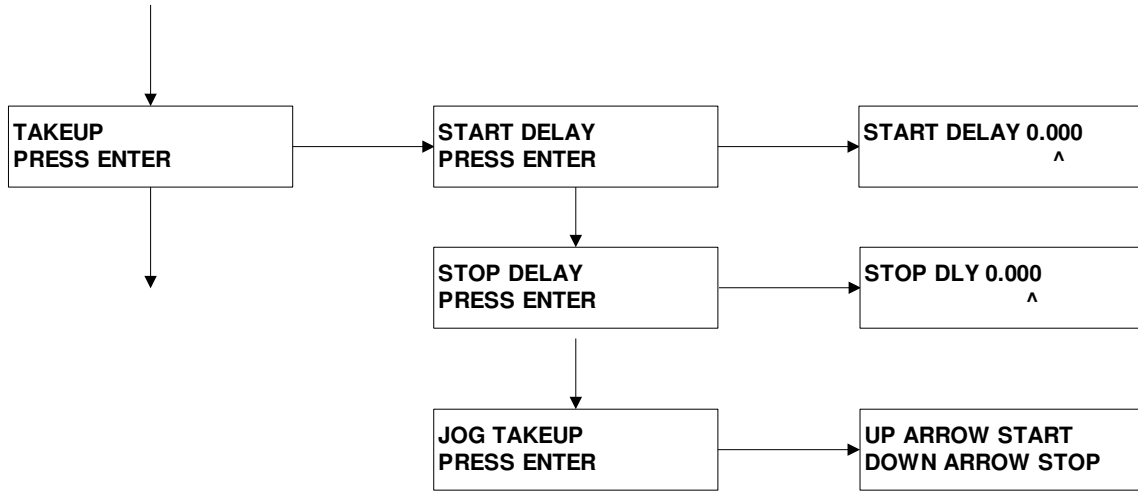 TAKEUP
PRESS ENTER
START DELAY
PRESS ENTER
START DELAY 0.000
^
STOP DELAY
PRESS ENTER
STOP DLY 0.000
^
JOG TAKEUP
PRESS ENTER
UP ARROW START
DOWN ARROW STOP